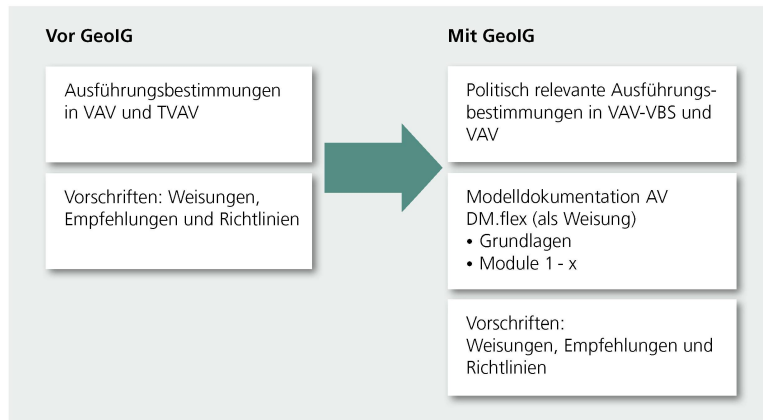 Vor GeoIG
Ausführungsbestimmungen
in VAV und TVAV
Vorschriften: Weisungen,
Empfehlungen und Richtlinien
Mit GeoIG
Politisch relevante Ausführungs-
bestimmungen in VAV-VBS und
VAV
Modelldokumentation AV
DM.flex (als Weisung)
• Grundlagen
• Module 1 - x
Vorschriften:
Weisungen, Empfehlungen und
Richtlinien